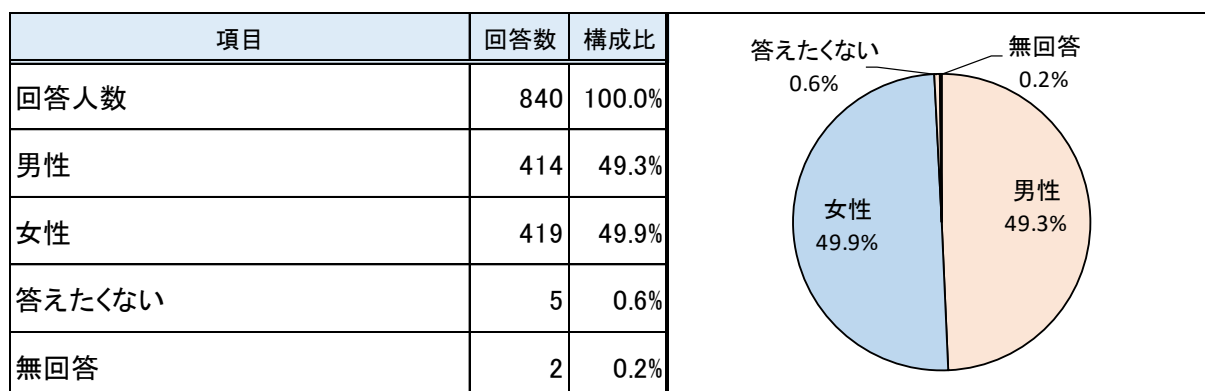 項目 回答数 構成比
回答人数 840 100.0%
男性 414 49.3%
女性 419 49.9%
答えたくない 5 0.6%
無回答 2 0.2%
答えたくない
0.6%
無回答
0.2%
女性
49.9%
男性
49.3%